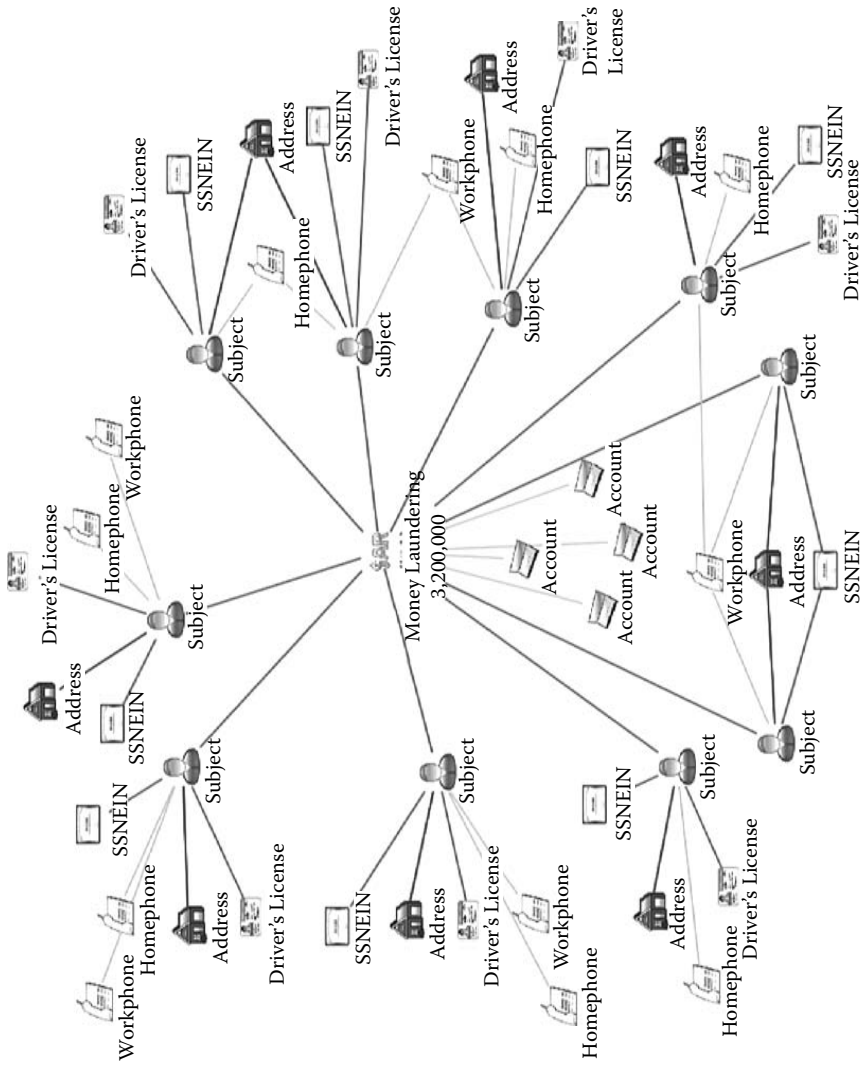 Driver's License
SSNEIN
Address
SSNEIN
Driver's License
Homephone
Subject
Subject
Workphone
Address
Homephone
Driver's
License
SSNEIN
Subject
Address
Homephone
SSNEIN
Driver's License
Subject
Workphone
Homephone
Driver's License
Address
SSNEIN
Subject
SAR
Money Laundering
3,200,000
Account
Account
Account
Account
Subject
Workphone
Address
SSNEIN
Subject
SSNEIN
Workphone
Homephone
Address
Driver's License
Subject
SSNEIN
Address
Driver's License
Workphone
Homephone
Subject
SSNEIN
Address
Driver's License
Homephone
Subject